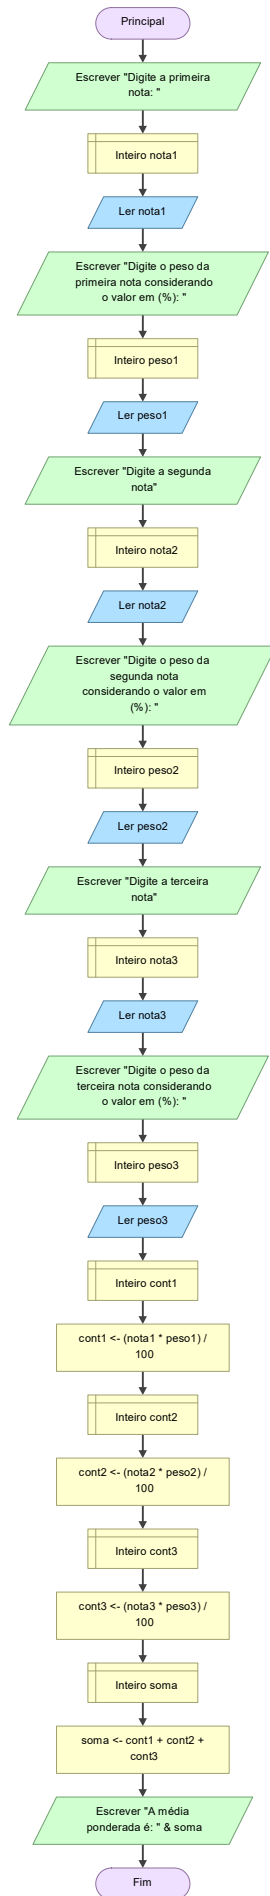 Principal
Escrever "Digite a primeira
nota: "
Inteiro nota1
Ler nota1
Escrever "Digite o peso da
primeira nota considerando
o valor em (%): "
Inteiro peso1
Ler peso1
Escrever "Digite a segunda
nota"
Inteiro nota2
Ler nota2
Escrever "Digite o peso da
segunda nota
considerando o valor em
(%): "
Inteiro peso2
Ler peso2
Escrever "Digite a terceira
nota"
Inteiro nota3
Ler nota3
Escrever "Digite o peso da
terceira nota considerando
o valor em (%): "
Inteiro peso3
Ler peso3
Inteiro cont1
cont1 <- (nota1 * peso1) /
100
Inteiro cont2
cont2 <- (nota2 * peso2) /
100
Inteiro cont3
cont3 <- (nota3 * peso3) /
100
Inteiro soma
soma <- cont1 + cont2 +
cont3
Escrever "A média
ponderada é: " & soma
Fim